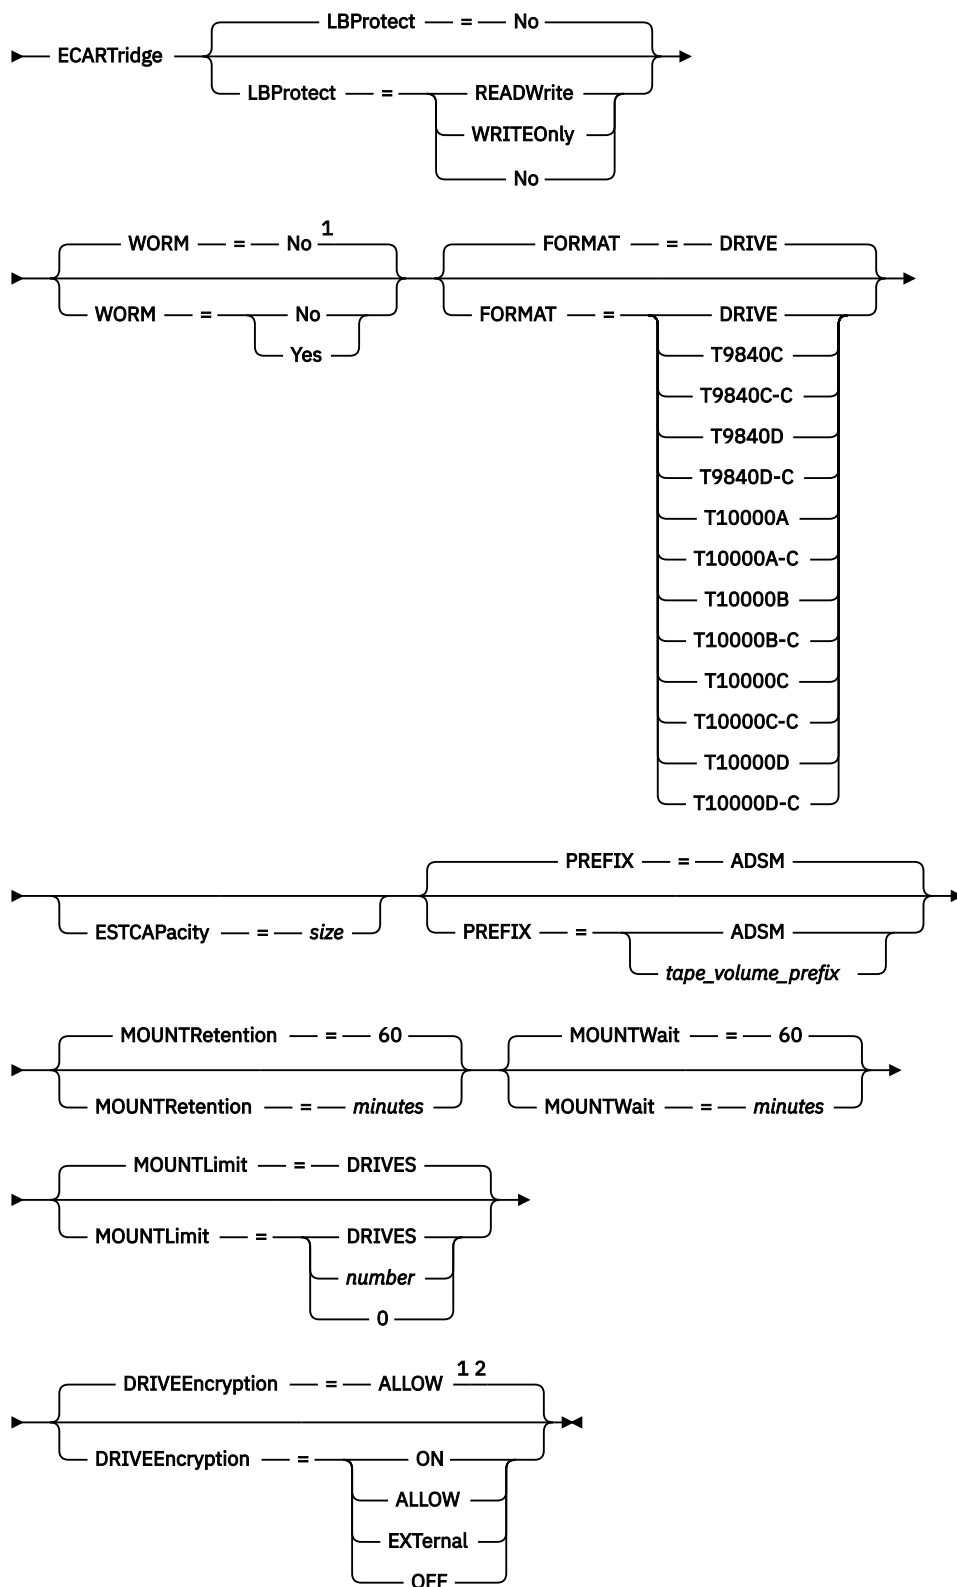 LBProtect = No
ECARTridge
LBProtect = READWrite
WRITEOnly
No
WORM = No 1 FORMAT = DRIVE
WORM = No FORMAT = DRIVE
Yes T9840C
T9840C-C
T9840D
T9840D-C
T10000A
T10000A-C
T10000B
T10000B-C
T10000C
T10000C-C
T10000D
T10000D-C
PREFIX = ADSM
ESTCAPacity = size PREFIX = ADSM
tape_volume_prefix
MOUNTRetention = 60 MOUNTWait = 60
MOUNTRetention = minutes MOUNTWait = minutes
MOUNTLimit = DRIVES
MOUNTLimit = DRIVES
number
0
DRIVEEncryption = ALLOW 1 2
DRIVEEncryption = ON
ALLOW
EXTernal
OFF